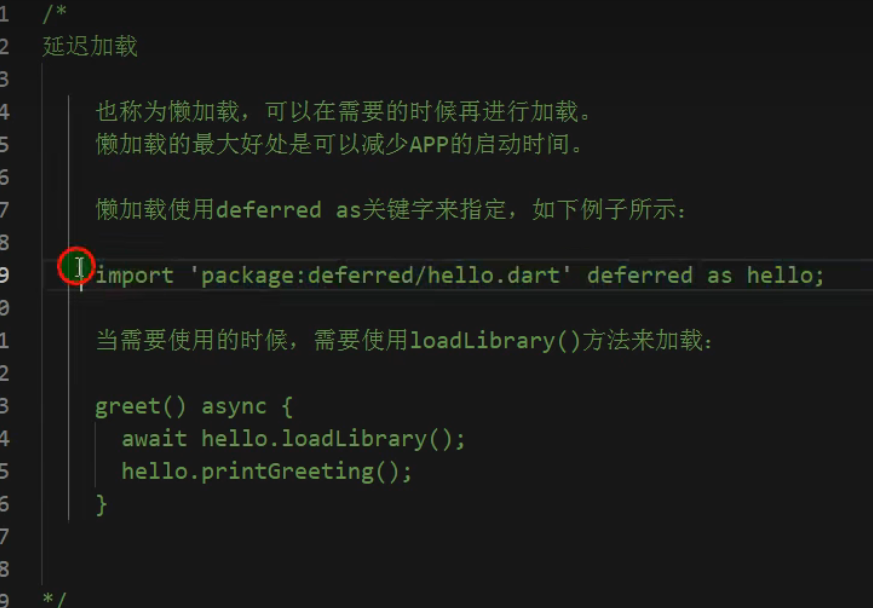 1 /*
2 延迟加载
3
4 也称为懒加载，可以在需要的时候再进行加载。
5 懒加载的最大好处是可以减少APP的启动时间。
6
7 懒加载使用deferred as关键字来指定，如下例子所示：
8
9 import 'package:deferred/hello.dart' deferred as hello;
0
1 当需要使用的时候，需要使用loadLibrary()方法来加载：
2
3 greet() async {
4 await hello.loadLibrary();
5 hello.printGreeting();
6 }
7
8
9 */